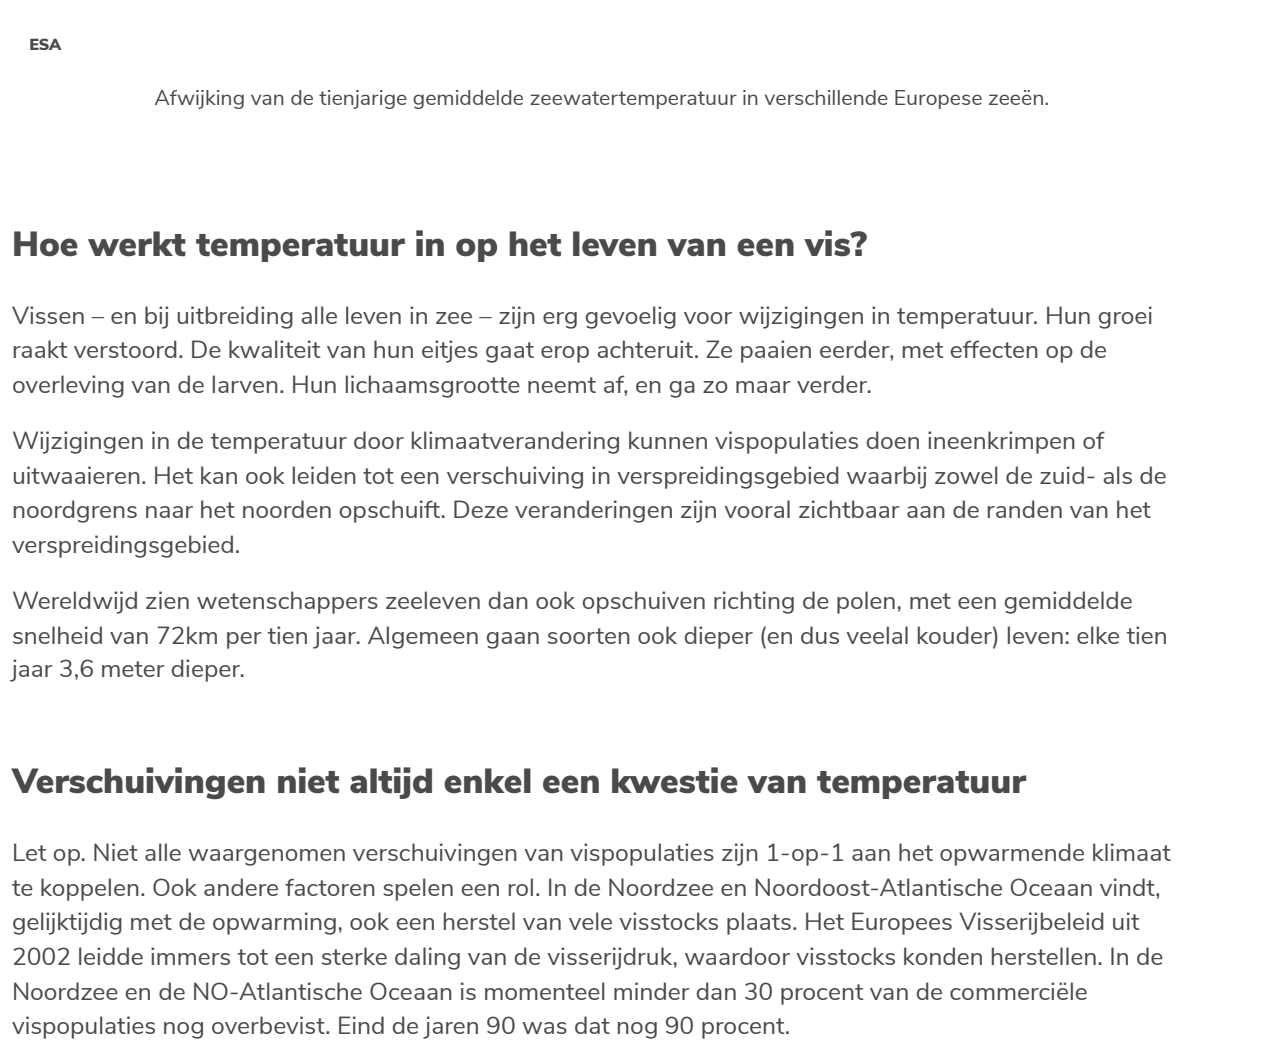 ESA
Afwijking van de tienjarige gemiddelde zeewatertemperatuur in verschillende Europese zeeën.
Hoe werkt temperatuur in op het leven van een vis?
Vissen – en bij uitbreiding alle leven in zee – zijn erg gevoelig voor wijzigingen in temperatuur. Hun groei
raakt verstoord. De kwaliteit van hun eitjes gaat erop achteruit. Ze paaien eerder, met effecten op de
overleving van de larven. Hun lichaamsgrootte neemt af, en ga zo maar verder.
Wijzigingen in de temperatuur door klimaatverandering kunnen vispopulaties doen ineenkrimpen of
uitwaaieren. Het kan ook leiden tot een verschuiving in verspreidingsgebied waarbij zowel de zuid- als de
noordgrens naar het noorden opschuift. Deze veranderingen zijn vooral zichtbaar aan de randen van het
verspreidingsgebied.
Wereldwijd zien wetenschappers zeeleven dan ook opschuiven richting de polen, met een gemiddelde
snelheid van 72km per tien jaar. Algemeen gaan soorten ook dieper (en dus veelal kouder) leven: elke tien
jaar 3,6 meter dieper.
Verschuivingen niet altijd enkel een kwestie van temperatuur
Let op. Niet alle waargenomen verschuivingen van vispopulaties zijn 1-op-1 aan het opwarmende klimaat
te koppelen. Ook andere factoren spelen een rol. In de Noordzee en Noordoost-Atlantische Oceaan vindt,
gelijktijdig met de opwarming, ook een herstel van vele visstocks plaats. Het Europees Visserijbeleid uit
2002 leidde immers tot een sterke daling van de visserijdruk, waardoor visstocks konden herstellen. In de
Noordzee en de NO-Atlantische Oceaan is momenteel minder dan 30 procent van de commerciële
vispopulaties nog overbevist. Eind de jaren 90 was dat nog 90 procent.